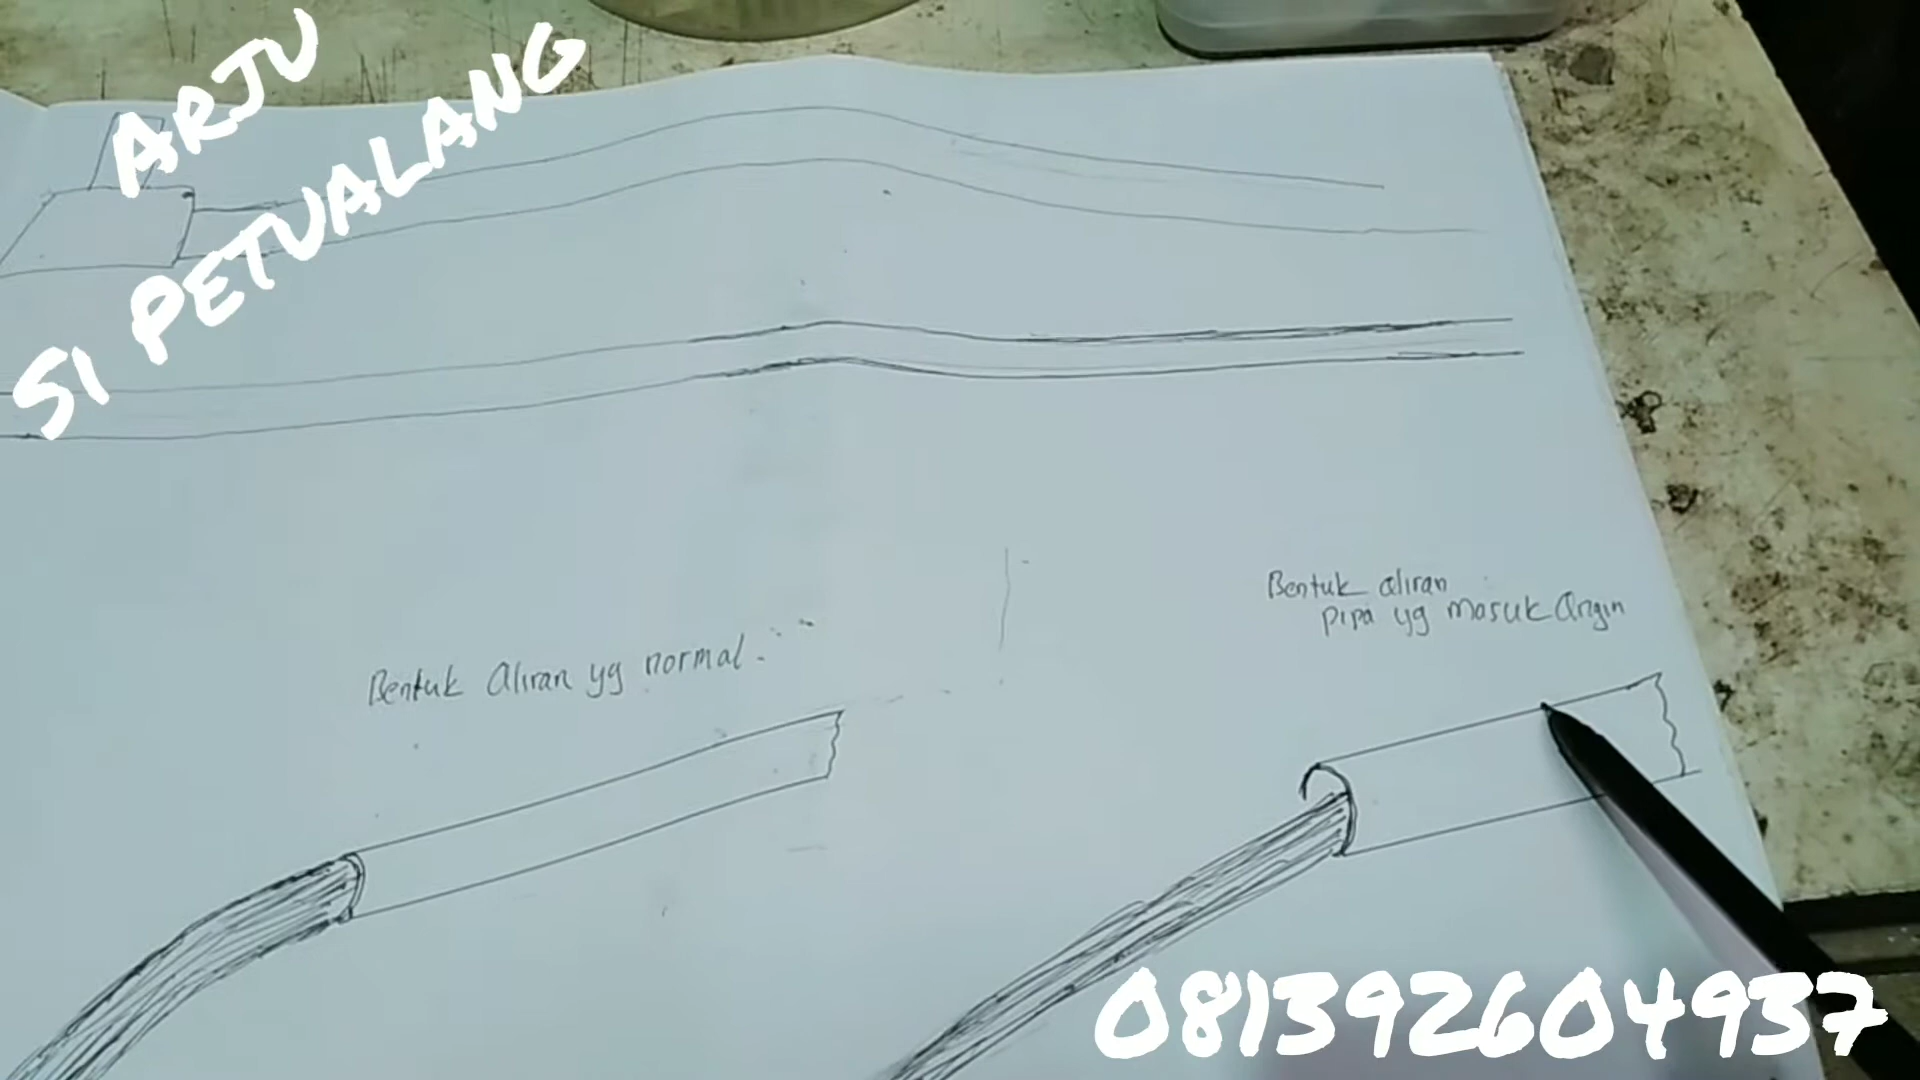 ARJU
SI PETUALANG
Bentuk aliran yg normal.
Bentuk aliran
pipa yg masuk angin
081392604937